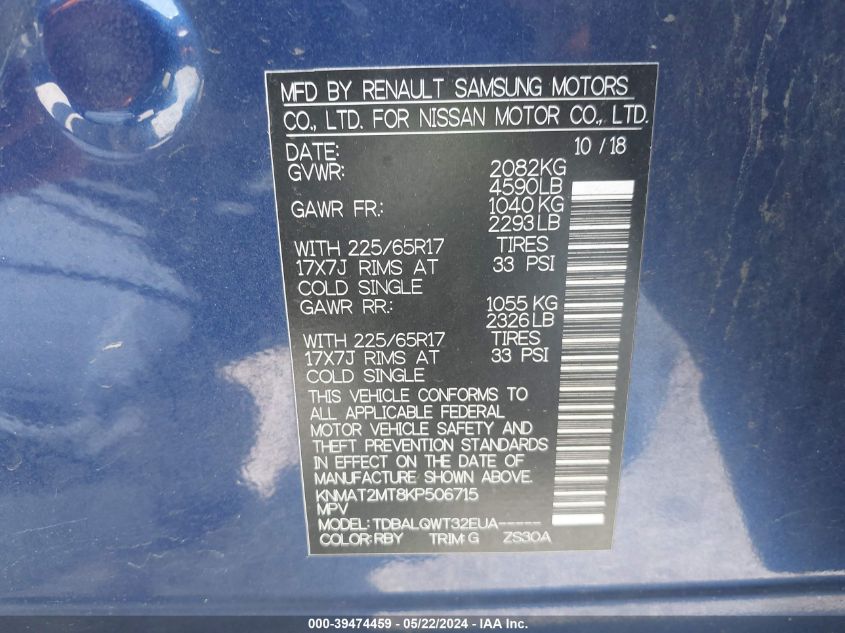 MFD BY RENAULT SAMSUNG MOTORS
CO., LTD. FOR NISSAN MOTOR CO., LTD.
DATE: 10 / 18
GVWR: 2082KG
4590LB
GAWR FR.: 1040 KG
2293 LB
WITH 225/65R17 TIRES
17X7J RIMS AT 33 PSI
COLD SINGLE
GAWR RR.: 1055 KG
2326 LB
WITH 225/65R17 TIRES
17X7J RIMS AT 33 PSI
COLD SINGLE
THIS VEHICLE CONFORMS TO
ALL APPLICABLE FEDERAL
MOTOR VEHICLE SAFETY AND
THEFT PREVENTION STANDARDS
IN EFFECT ON THE DATE OF
MANUFACTURE SHOWN ABOVE.
KNMAT2MT8KP506715
MPV
MODEL: TDBALQWT32EUA-----
COLOR: RBY TRIM: G ZS30A
000-39474459 - 05/22/2024 - IAA Inc.